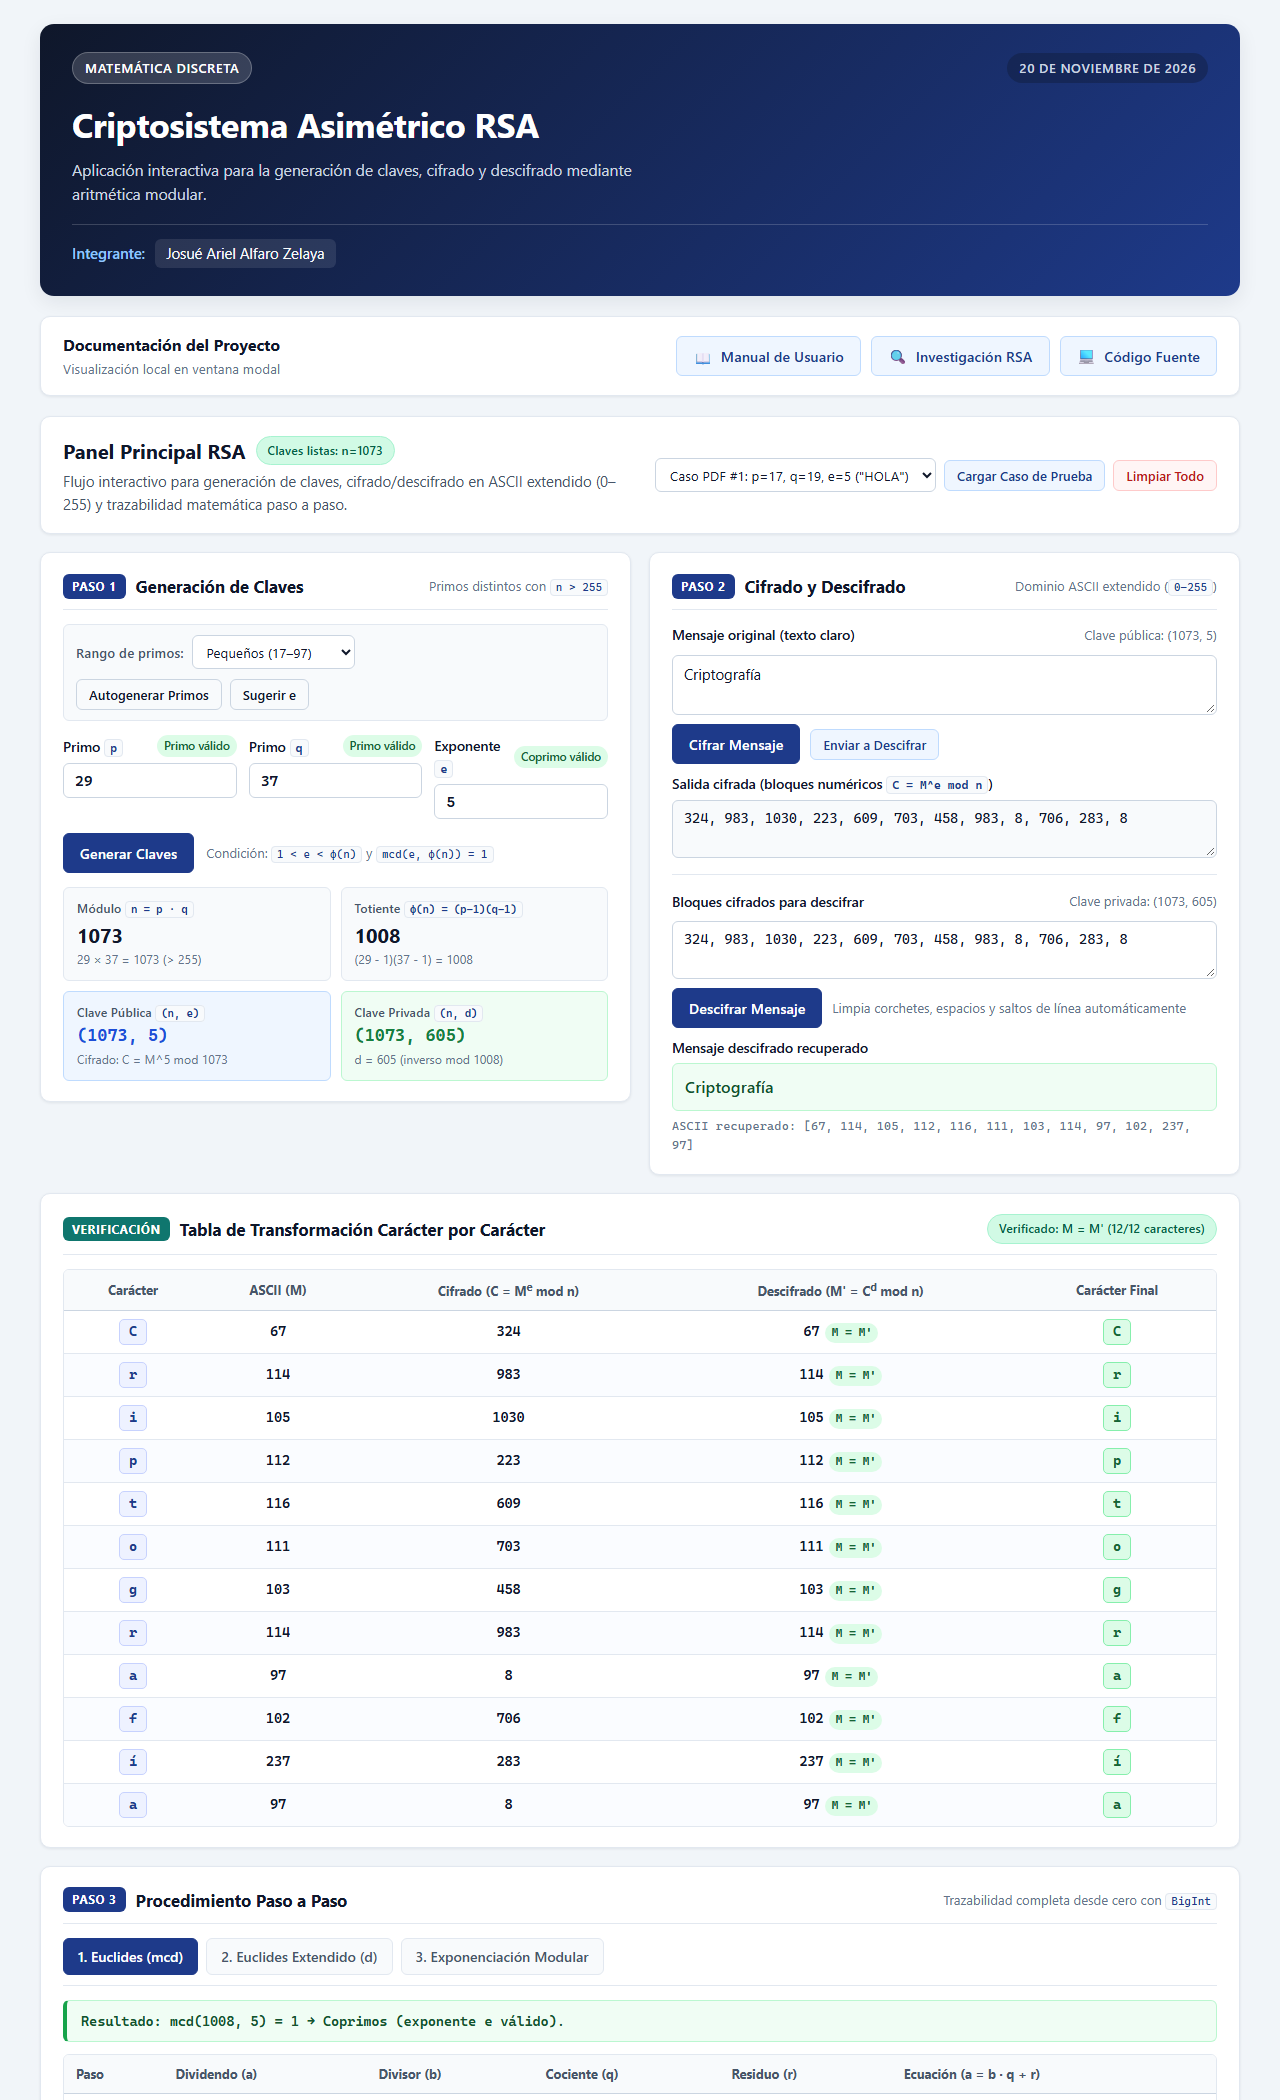 MATEMÁTICA DISCRETA
20 DE NOVIEMBRE DE 2026
Criptosistema Asimétrico RSA
Aplicación interactiva para la generación de claves, cifrado y descifrado mediante
aritmética modular.
Integrante: Josué Ariel Alfaro Zelaya
Documentación del Proyecto
Visualización local en ventana modal
📖 Manual de Usuario
🔍 Investigación RSA
💻 Código Fuente
Panel Principal RSA Claves listas: n=1073
Flujo interactivo para generación de claves, cifrado/descifrado en ASCII extendido (0–
255) y trazabilidad matemática paso a paso.
Caso PDF #1: p=17, q=19, e=5 ("HOLA")
Cargar Caso de Prueba
Limpiar Todo
PASO 1 Generación de Claves Primos distintos con n > 255
Rango de primos: Pequeños (17–97)
Autogenerar Primos Sugerir e
Primo p Primo válido
29
Primo q Primo válido
37
Exponente e Coprimo válido
5
Generar Claves Condición: 1 < e < ϕ(n) y mcd(e, ϕ(n)) = 1
Módulo n = p · q
1073
29 × 37 = 1073 (> 255)
Totiente ϕ(n) = (p−1)(q−1)
1008
(29 - 1)(37 - 1) = 1008
Clave Pública (n, e)
(1073, 5)
Cifrado: C = M^5 mod 1073
Clave Privada (n, d)
(1073, 605)
d = 605 (inverso mod 1008)
PASO 2 Cifrado y Descifrado Dominio ASCII extendido (0–255)
Mensaje original (texto claro) Clave pública: (1073, 5)
Criptografía
Cifrar Mensaje Enviar a Descifrar
Salida cifrada (bloques numéricos C = M^e mod n)
324, 983, 1030, 223, 609, 703, 458, 983, 8, 706, 283, 8
Bloques cifrados para descifrar Clave privada: (1073, 605)
324, 983, 1030, 223, 609, 703, 458, 983, 8, 706, 283, 8
Descifrar Mensaje Limpia corchetes, espacios y saltos de línea automáticamente
Mensaje descifrado recuperado
Criptografía
ASCII recuperado: [67, 114, 105, 112, 116, 111, 103, 114, 97, 102, 237,
97]
VERIFICACIÓN Tabla de Transformación Carácter por Carácter Verificado: M = M' (12/12 caracteres)
Carácter ASCII (M) Cifrado (C = M^e mod n) Descifrado (M' = C^d mod n) Carácter Final
C 67 324 67 M = M' C
r 114 983 114 M = M' r
i 105 1030 105 M = M' i
p 112 223 112 M = M' p
t 116 609 116 M = M' t
o 111 703 111 M = M' o
g 103 458 103 M = M' g
r 114 983 114 M = M' r
a 97 8 97 M = M' a
f 102 706 102 M = M' f
í 237 283 237 M = M' í
a 97 8 97 M = M' a
PASO 3 Procedimiento Paso a Paso Trazabilidad completa desde cero con BigInt
1. Euclides (mcd) 2. Euclides Extendido (d) 3. Exponenciación Modular
Resultado: mcd(1008, 5) = 1 → Coprimos (exponente e válido).
Paso Dividendo (a) Divisor (b) Cociente (q) Residuo (r) Ecuación (a = b · q + r)